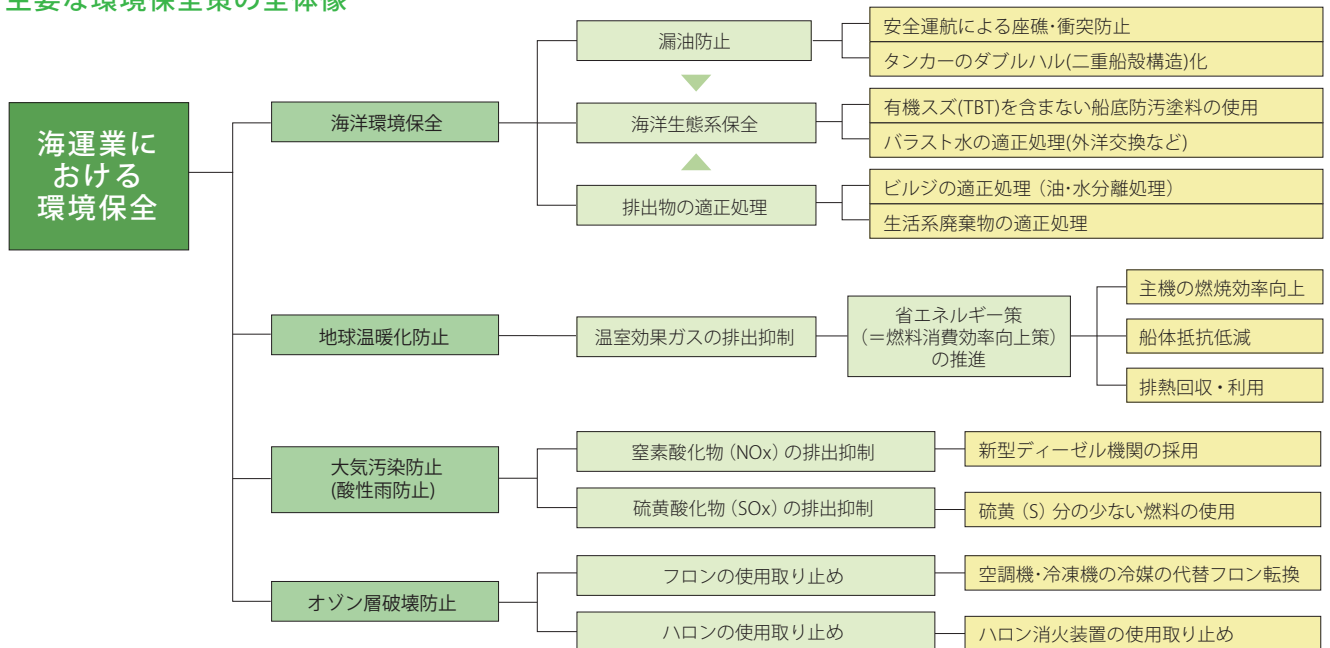 主要な環境保全策の全体像
海運業に
おける
環境保全
海洋環境保全
漏油防止
安全運航による座礁・衝突防止
タンカーのダブルハル(二重船殻構造)化
海洋生態系保全
有機スズ(TBT)を含まない船底防汚塗料の使用
バラスト水の適正処理(外洋交換など)
排出物の適正処理
ビルジの適正処理（油・水分離処理）
生活系廃棄物の適正処理
地球温暖化防止
温室効果ガスの排出抑制
省エネルギー策
（＝燃料消費効率向上策）
の推進
主機の燃焼効率向上
船体抵抗低減
排熱回収・利用
大気汚染防止
(酸性雨防止)
窒素酸化物（NOx）の排出抑制
新型ディーゼル機関の採用
硫黄酸化物（SOx）の排出抑制
硫黄（S）分の少ない燃料の使用
オゾン層破壊防止
フロンの使用取り止め
空調機・冷凍機の冷媒の代替フロン転換
ハロンの使用取り止め
ハロン消火装置の使用取り止め